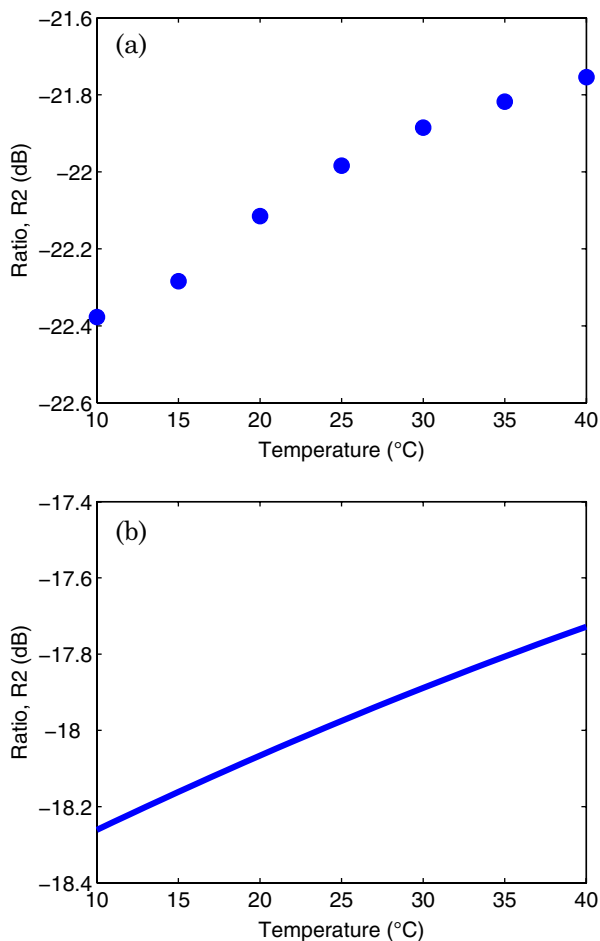 (a)
Ratio, R2 (dB)
−21.6
−21.8
−22
−22.2
−22.4
−22.6
10 15 20 25 30 35 40
Temperature (°C)
(b)
Ratio, R2 (dB)
−17.4
−17.6
−17.8
−18
−18.2
−18.4
10 15 20 25 30 35 40
Temperature (°C)